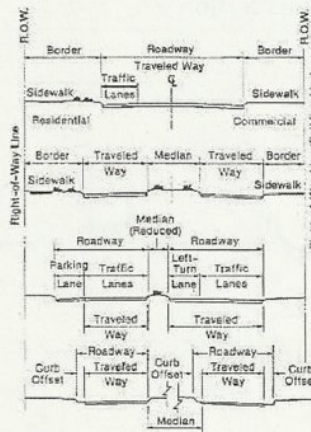 R.O.W. R.O.W.
Border Roadway Border
Traveled Way
Traffic ℄
Sidewalk Lanes Sidewalk
Residential Commercial
Right-of-Way Line
Border Traveled Median Traveled Border
Way Way
Sidewalk Sidewalk
Median
(Reduced)
Roadway Roadway
Parking Traffic Left- Traffic
Turn
Lane Lanes Lane Lanes
Traveled Traveled
Way Way
Roadway Curb Roadway
Curb Traveled Offset Traveled Curb
Offset Way Way Offset
Median